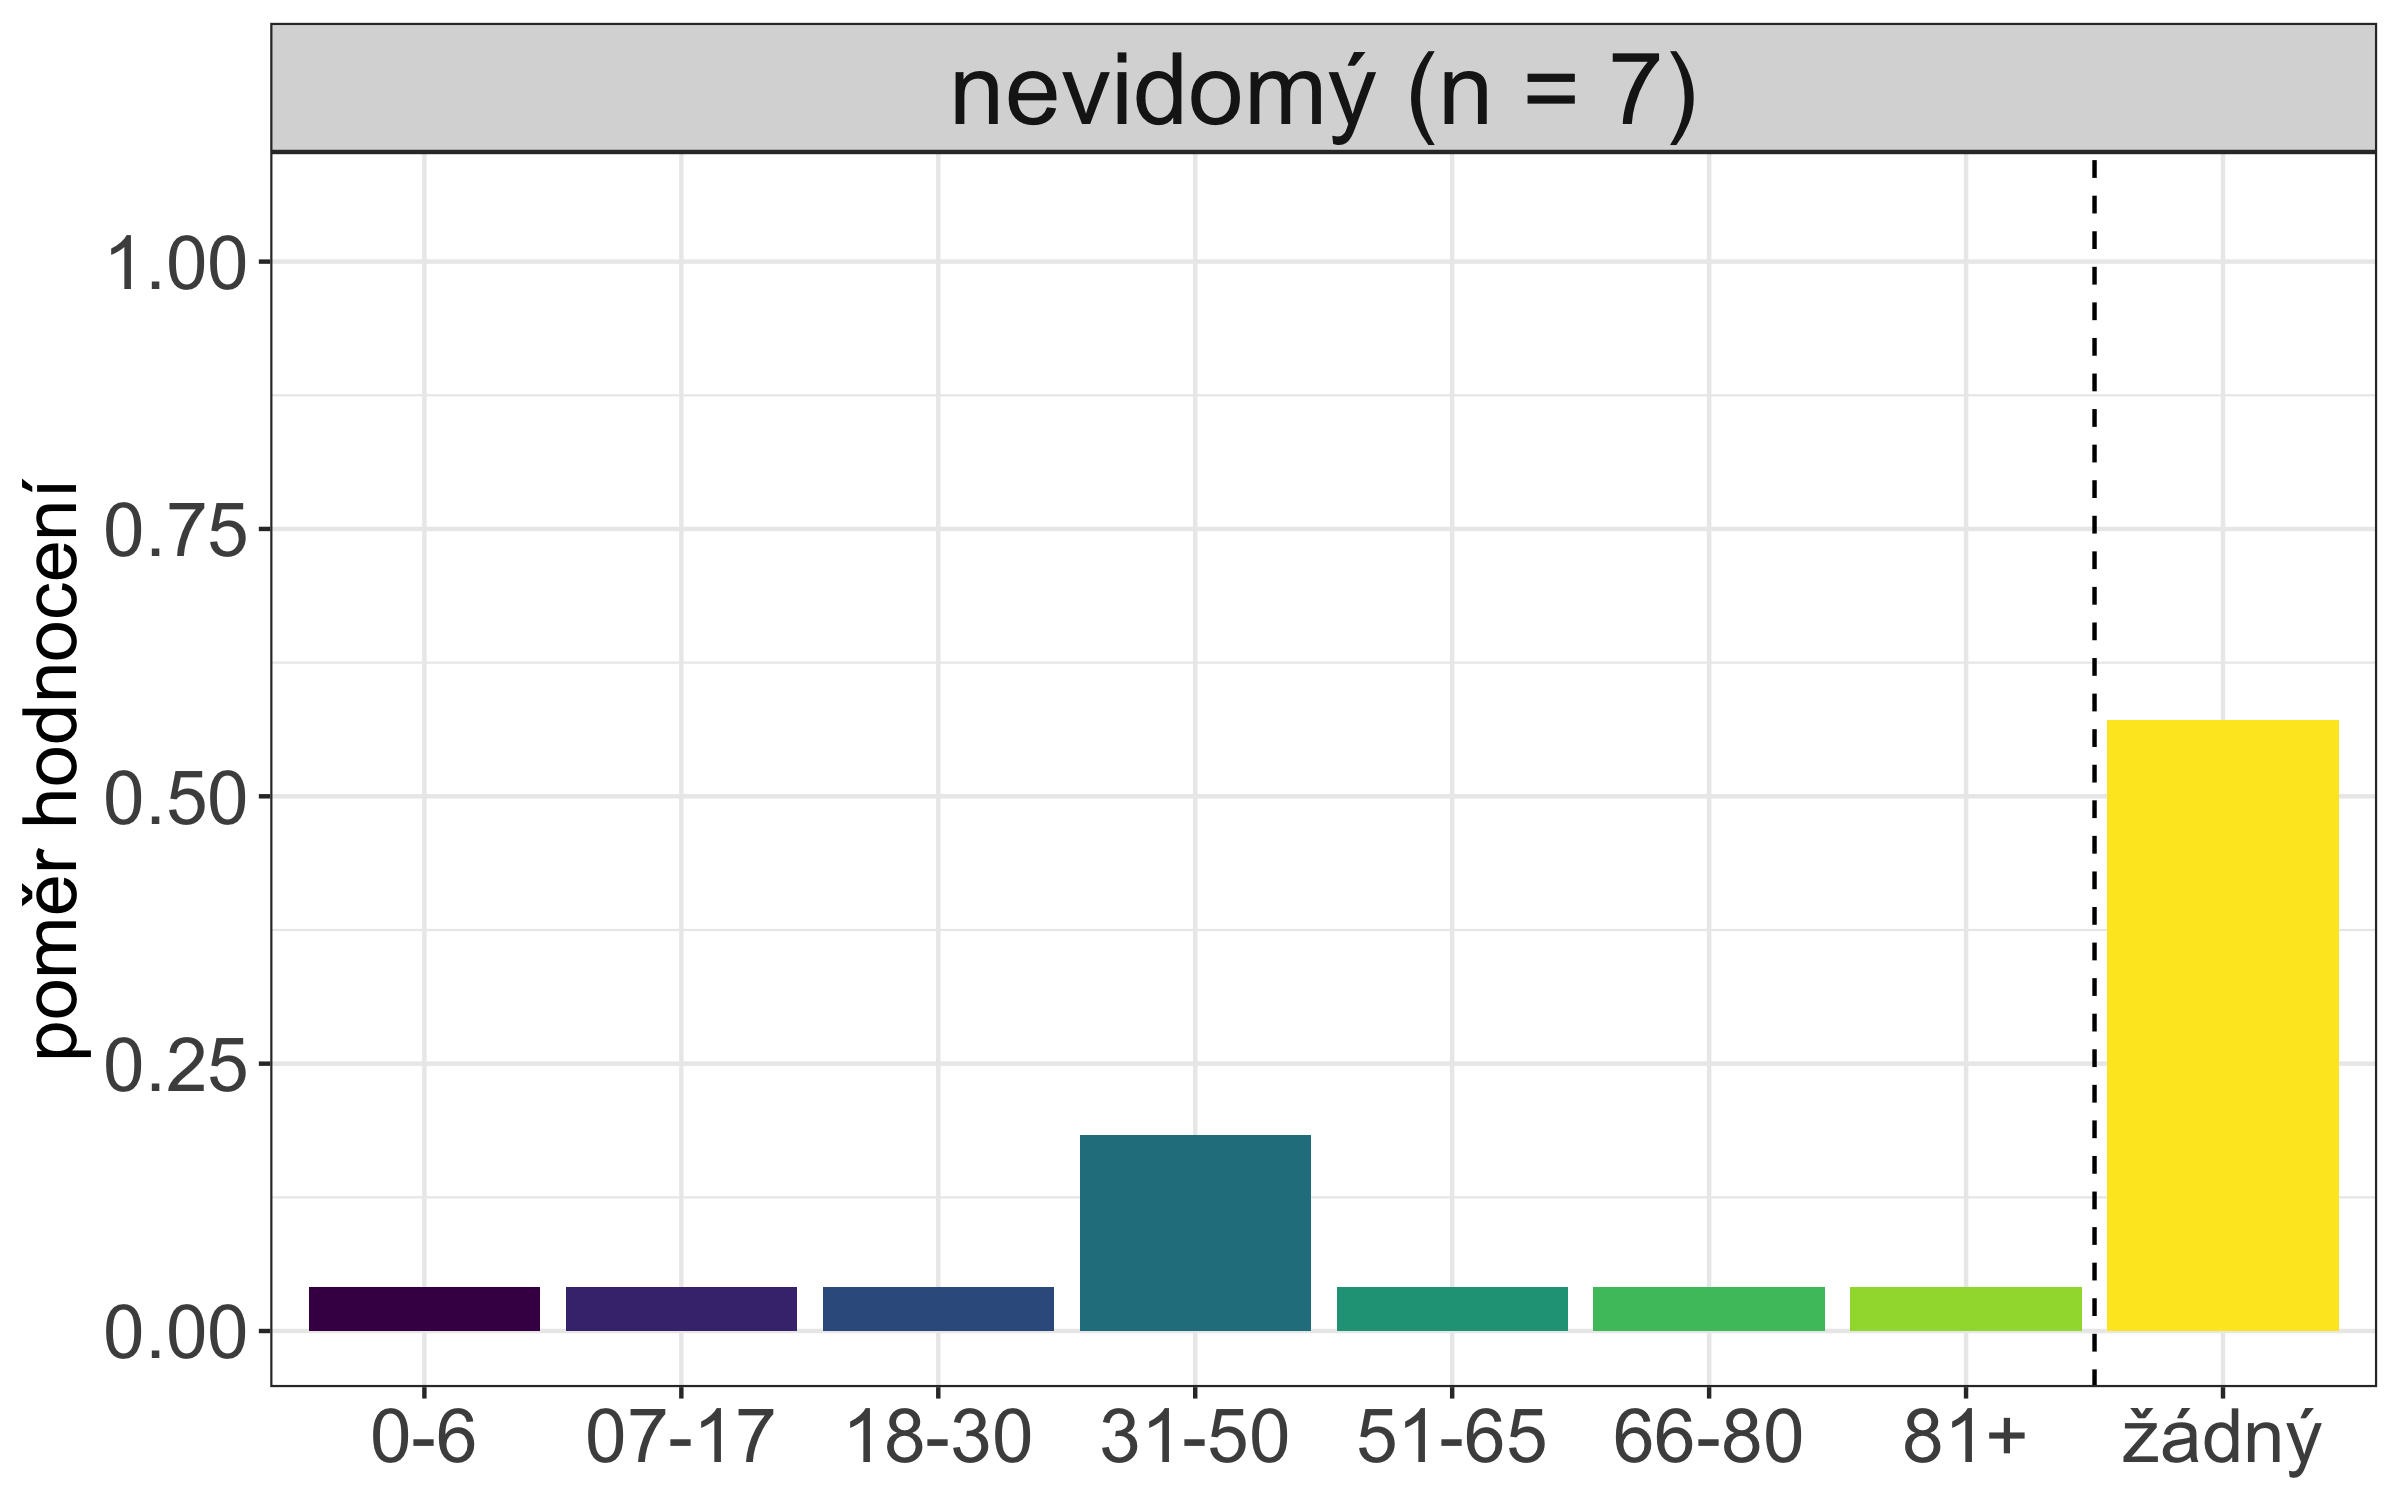 nevidomý (n = 7)
poměr hodnocení
1.00
0.75
0.50
0.25
0.00
0-6 07-17 18-30 31-50 51-65 66-80 81+ žádný